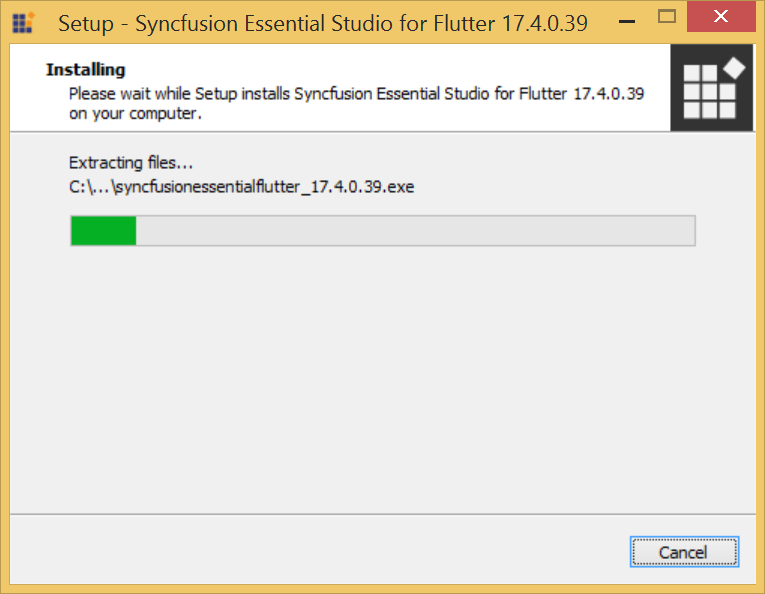 Setup - Syncfusion Essential Studio for Flutter 17.4.0.39
Installing
Please wait while Setup installs Syncfusion Essential Studio for Flutter 17.4.0.39
on your computer.
Extracting files...
C:\...\syncfusionessentialflutter_17.4.0.39.exe
Cancel